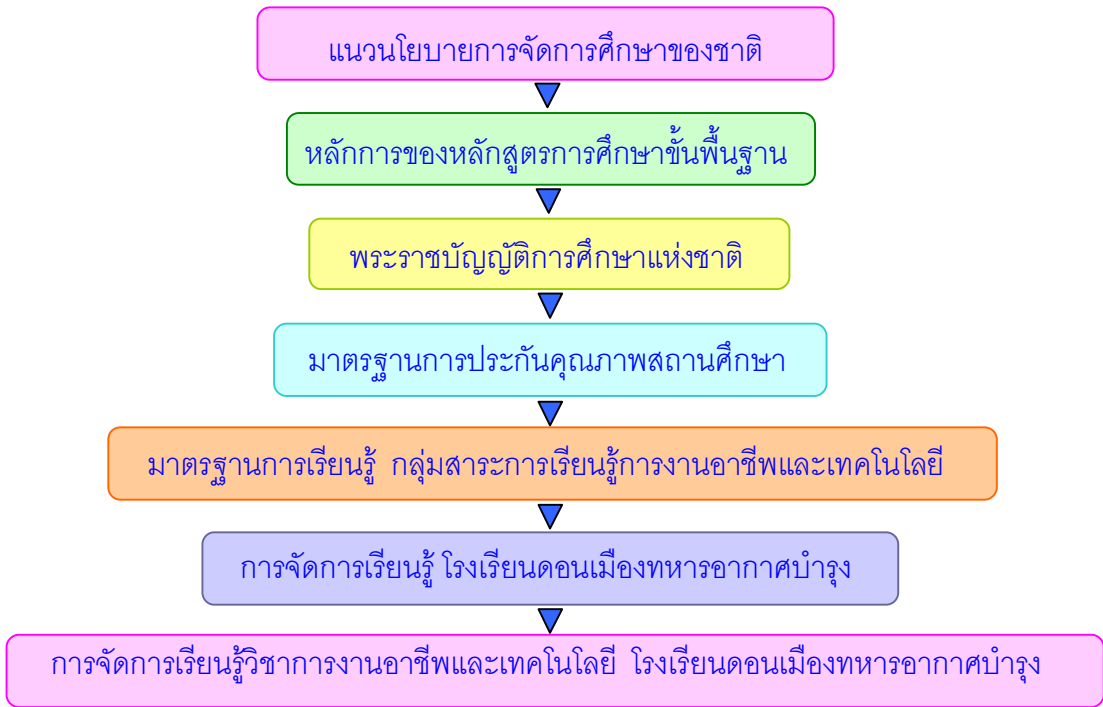 แนวนโยบายการจัดการศึกษาของชาติ
หลักการของหลักสูตรการศึกษาขั้นพื้นฐาน
พระราชบัญญัติการศึกษาแห่งชาติ
มาตรฐานการประกันคุณภาพสถานศึกษา
มาตรฐานการเรียนรู้ กลุ่มสาระการเรียนรู้การงานอาชีพและเทคโนโลยี
การจัดการเรียนรู้ โรงเรียนดอนเมืองทหารอากาศบำรุง
การจัดการเรียนรู้วิชาการงานอาชีพและเทคโนโลยี โรงเรียนดอนเมืองทหารอากาศบำรุง